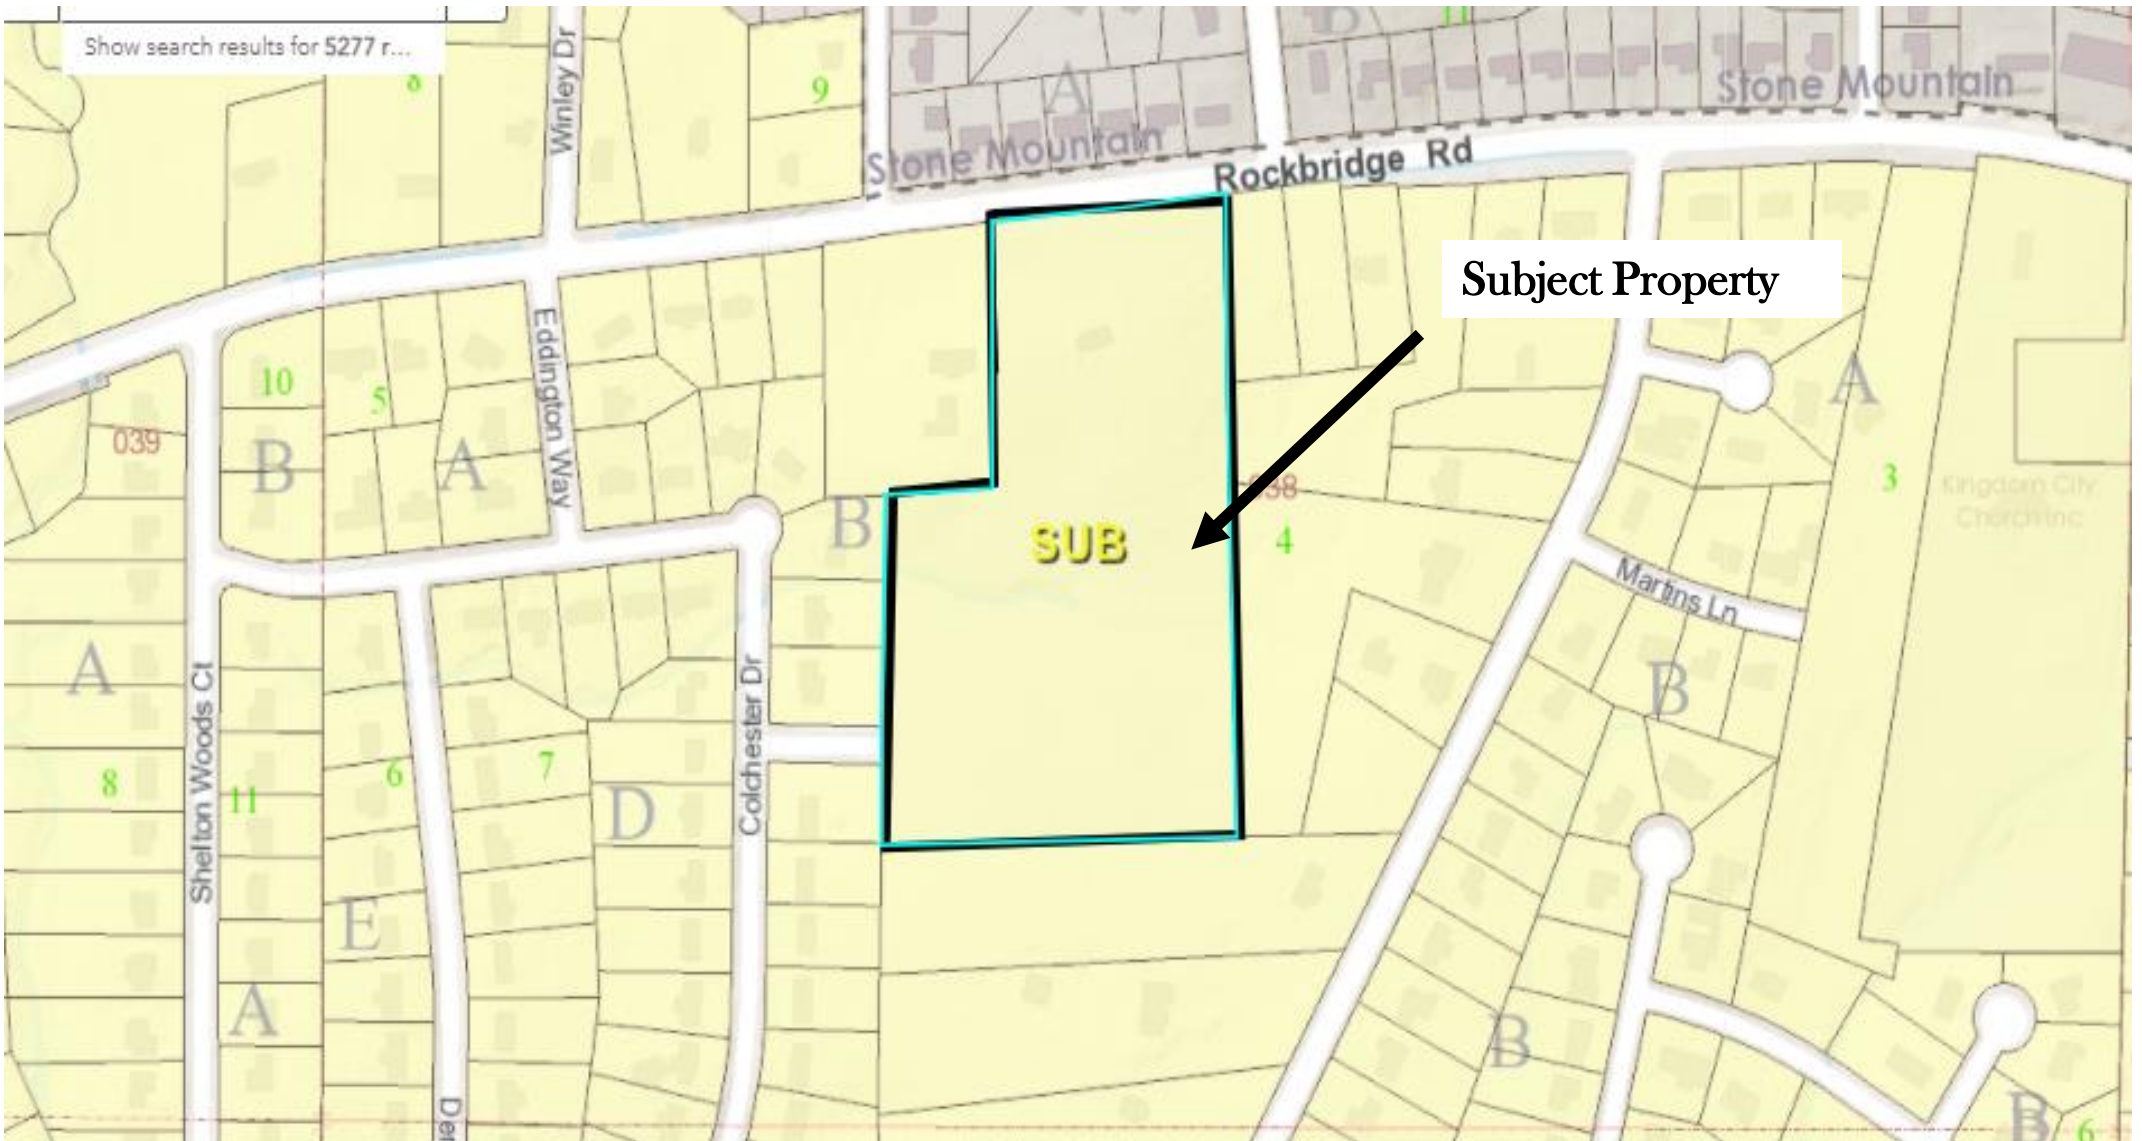 Show search results for 5277 r...
8
Winley Dr
9
A
B
11
Stone Mountain
Stone Mountain
Rockbridge Rd
Subject Property
Eddington Way
10
5
039
B
A
B
SUB
038
4
A
3
Kingdom City
Church Inc
Martins Ln
A
B
Shelton Woods Ct
Colchester Dr
8
11
6
7
D
E
A
B
B
6
De